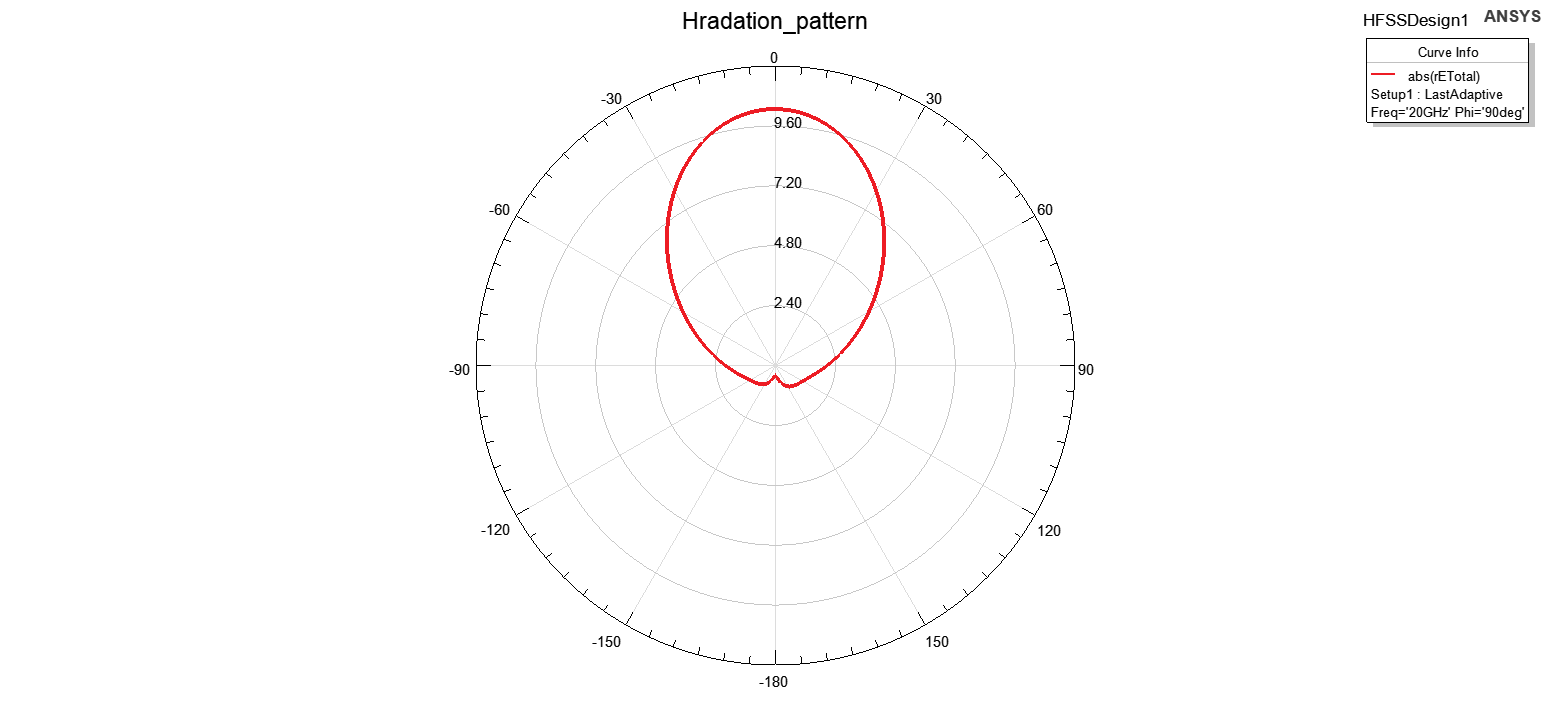 Hradation_pattern
HFSSDesign1 ANSYS
Curve Info
abs(rETotal)
Setup1 : LastAdaptive
Freq='20GHz' Phi='90deg'
0
-30 30
9.60
7.20
-60 60
4.80
2.40
-90 90
-120 120
-150 150
-180